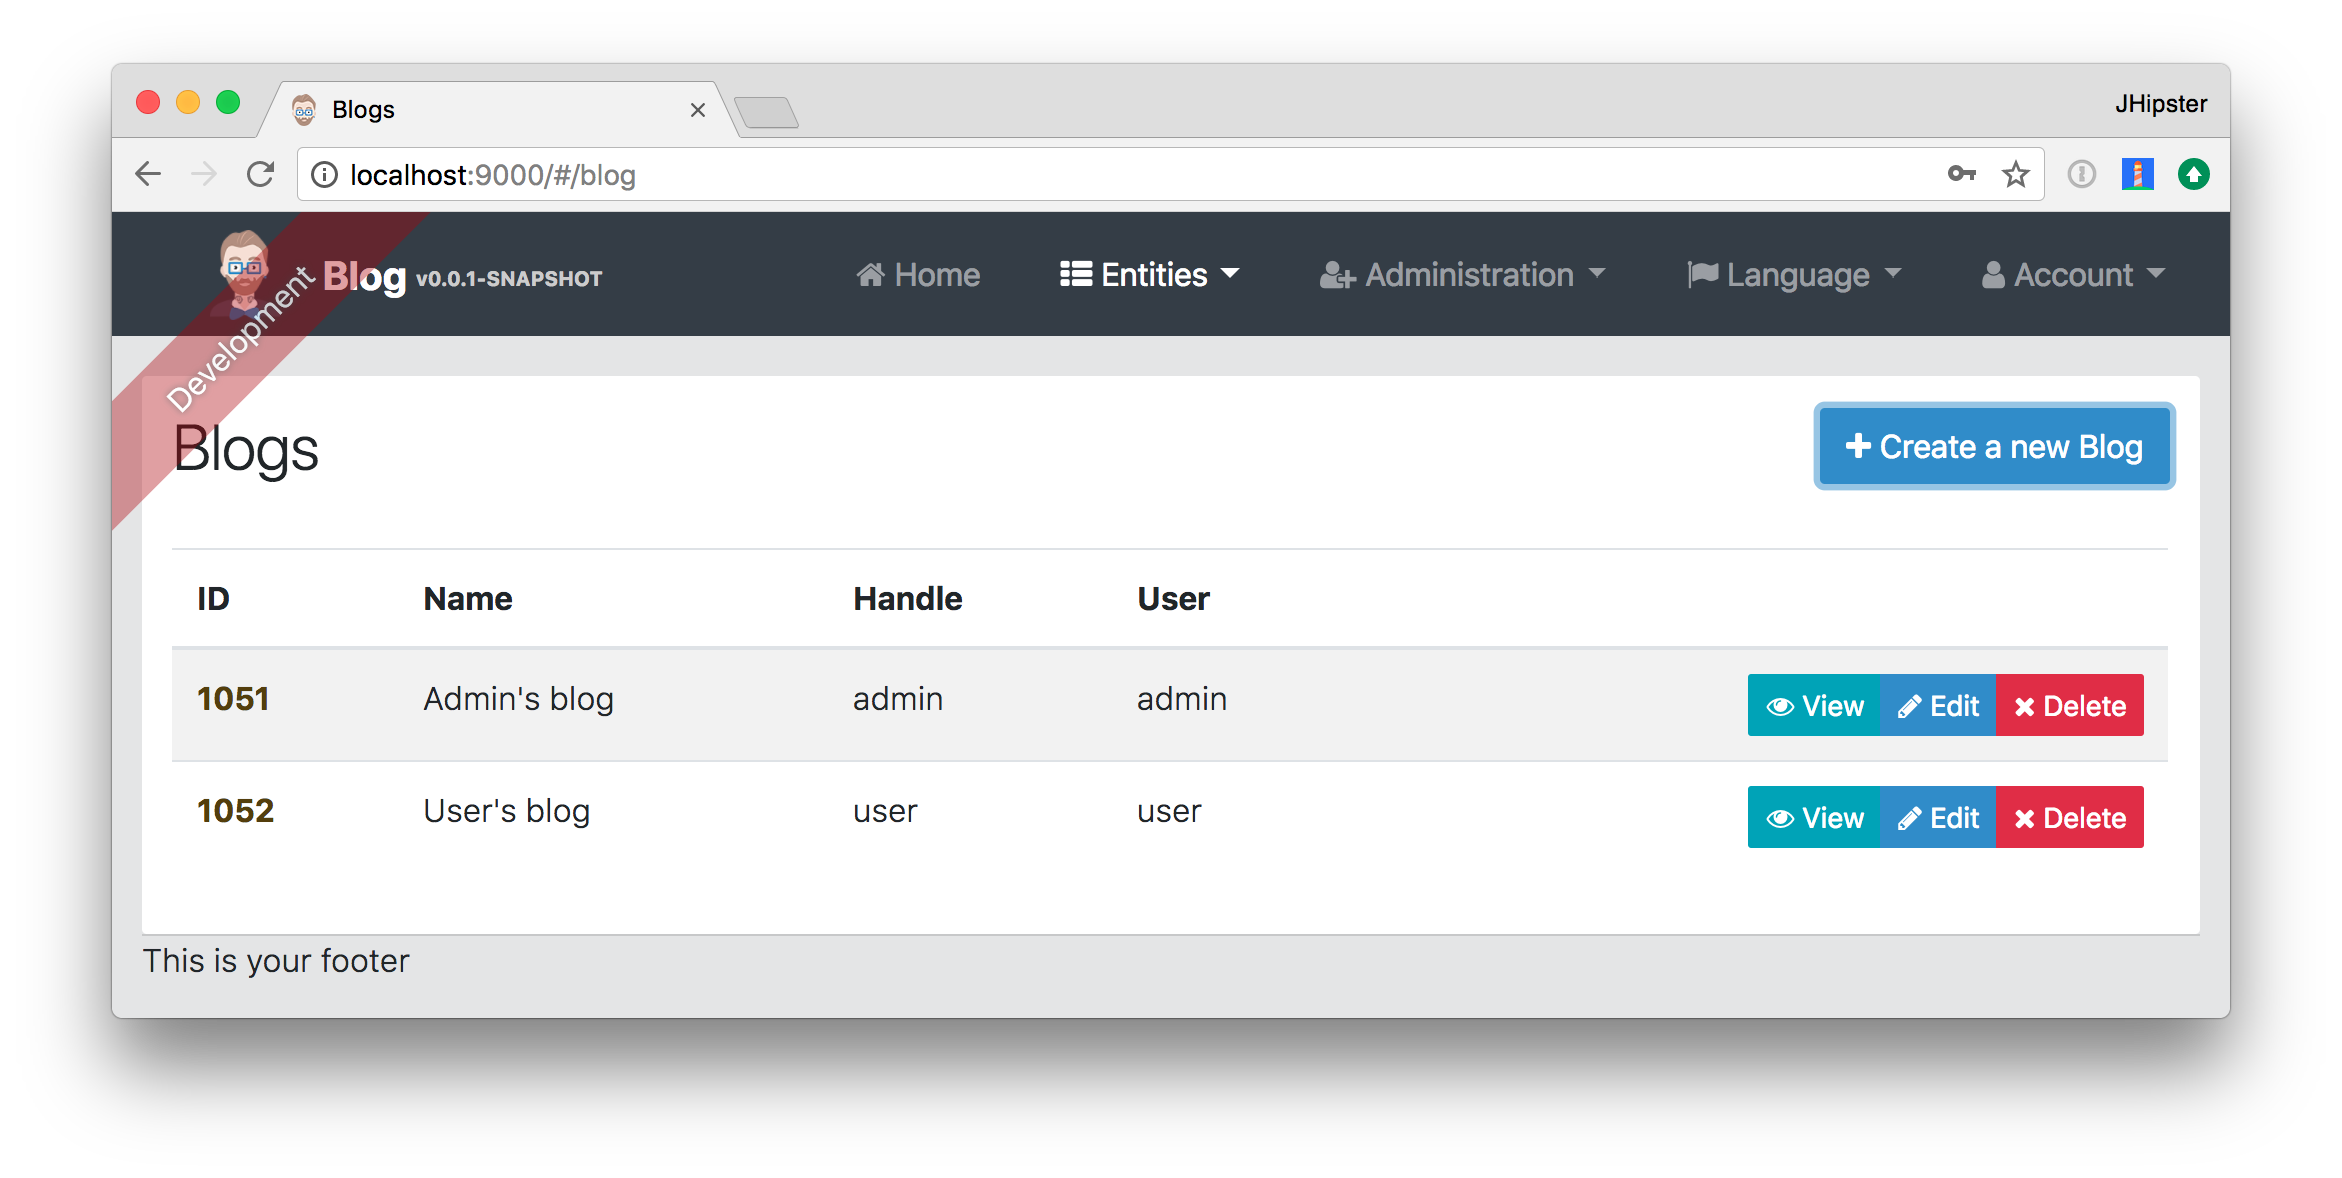 Blogs
JHipster
localhost:9000/#/blog
Development
Blog v0.0.1-SNAPSHOT
Home
Entities
Administration
Language
Account
Blogs
Create a new Blog
ID Name Handle User
1051 Admin's blog admin admin View Edit Delete
1052 User's blog user user View Edit Delete
This is your footer